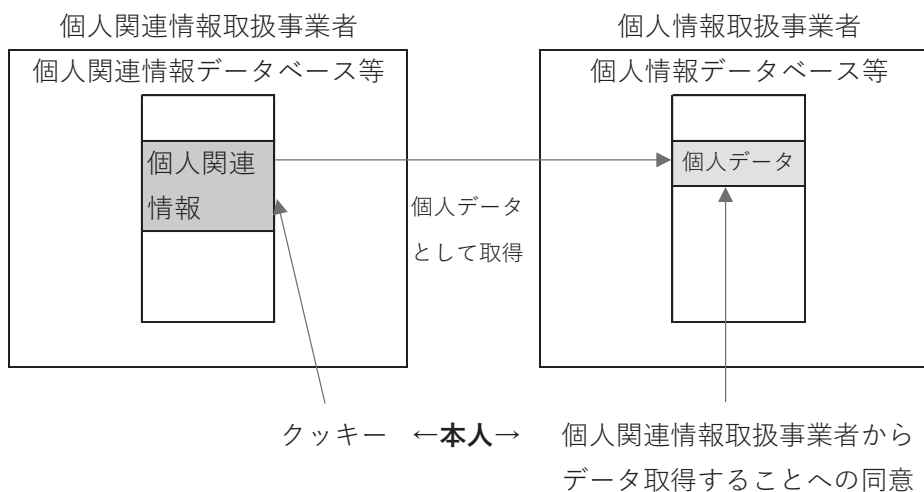 個人関連情報取扱事業者
個人関連情報データベース等
個人関連
情報
個人データ
として取得
個人情報取扱事業者
個人情報データベース等
個人データ
クッキー ←本人→ 個人関連情報取扱事業者から
データ取得することへの同意